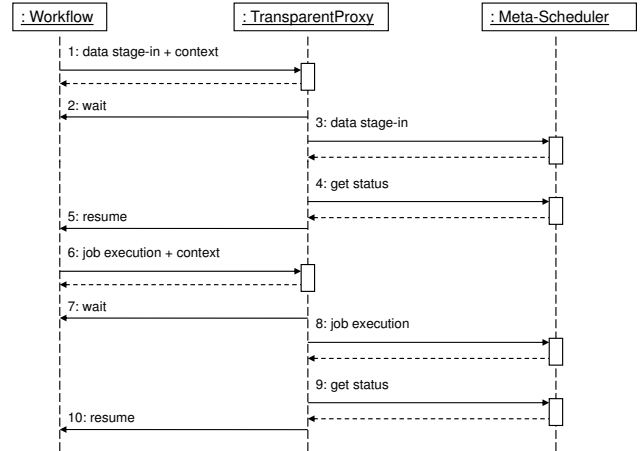 : Workflow
: TransparentProxy
: Meta-Scheduler
1: data stage-in + context
2: wait
3: data stage-in
4: get status
5: resume
6: job execution + context
7: wait
8: job execution
9: get status
10: resume